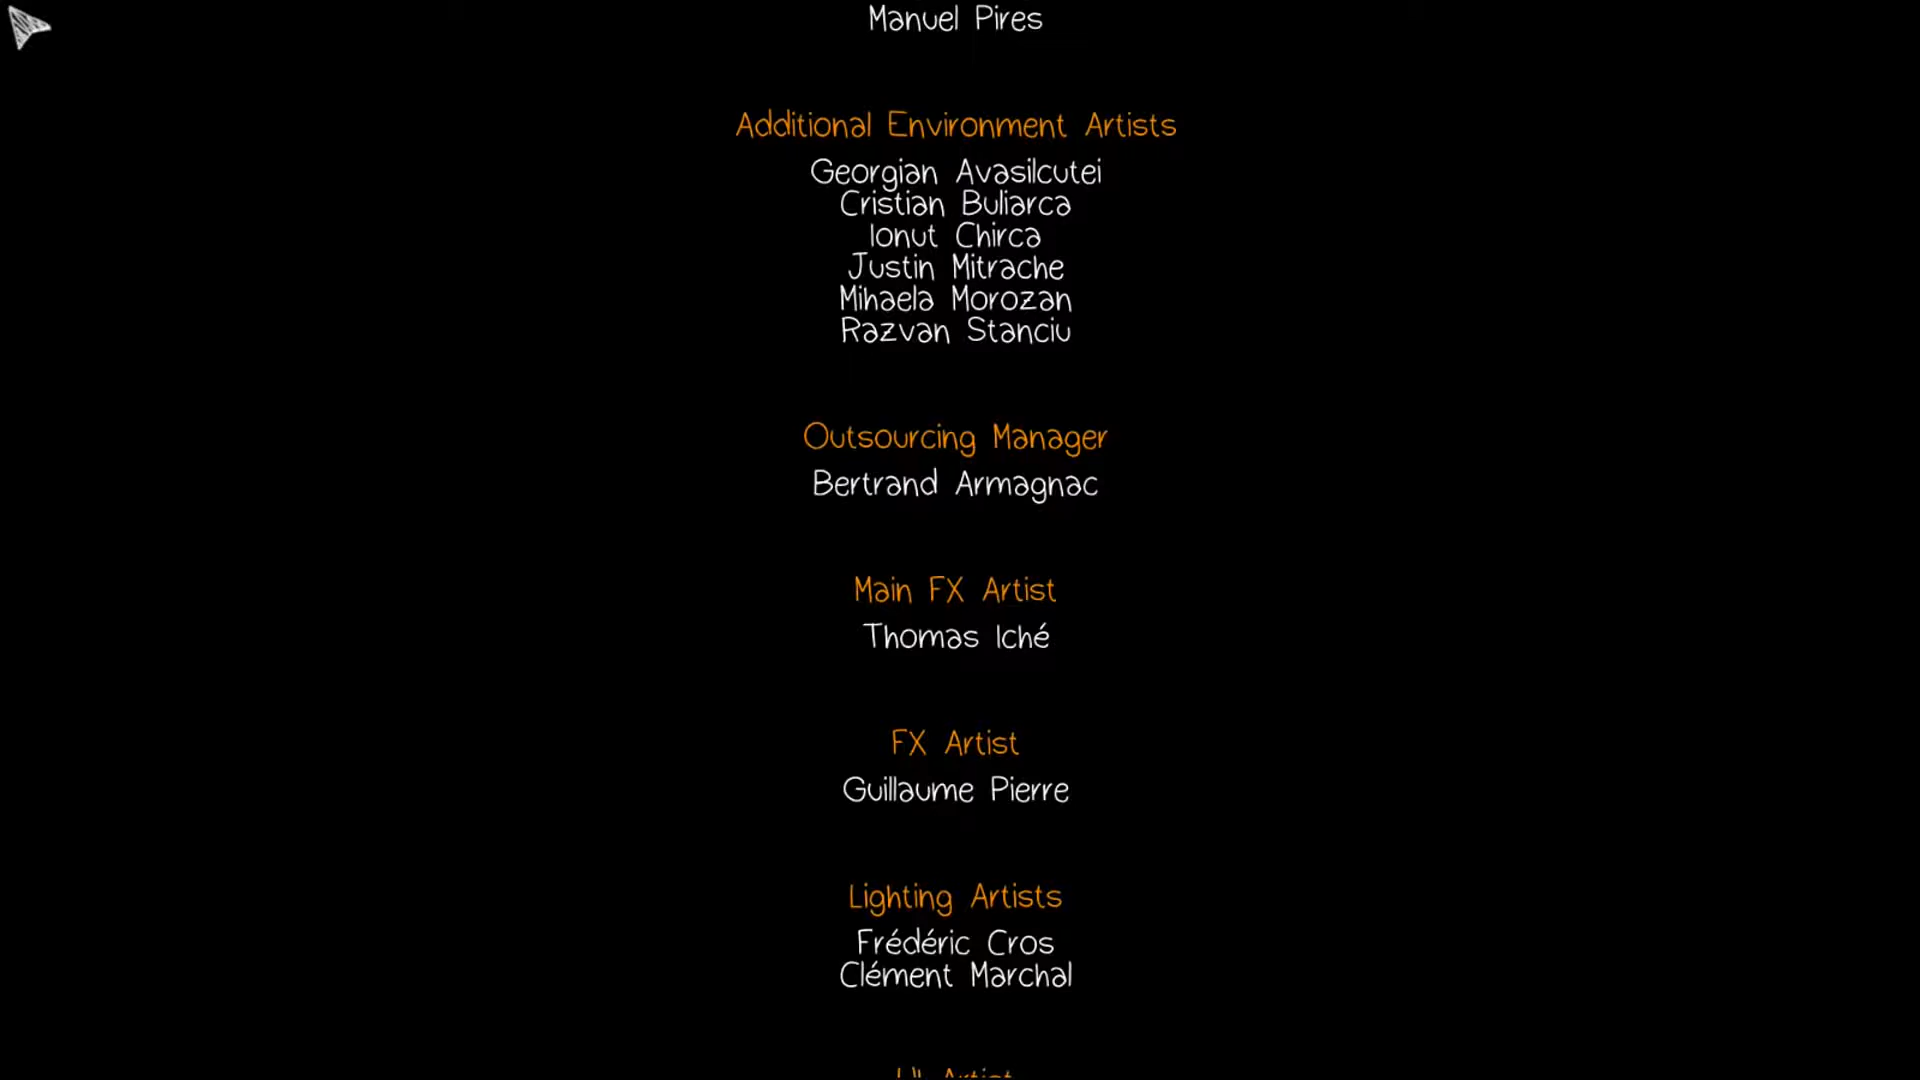 Manuel Pires
Additional Environment Artists
Georgian Avasilcutei
Cristian Buliarca
Ionut Chirca
Justin Mitrache
Mihaela Morozan
Razvan Stanciu
Outsourcing Manager
Bertrand Armagnac
Main FX Artist
Thomas Iché
FX Artist
Guillaume Pierre
Lighting Artists
Frédéric Cros
Clément Marchal
Artist